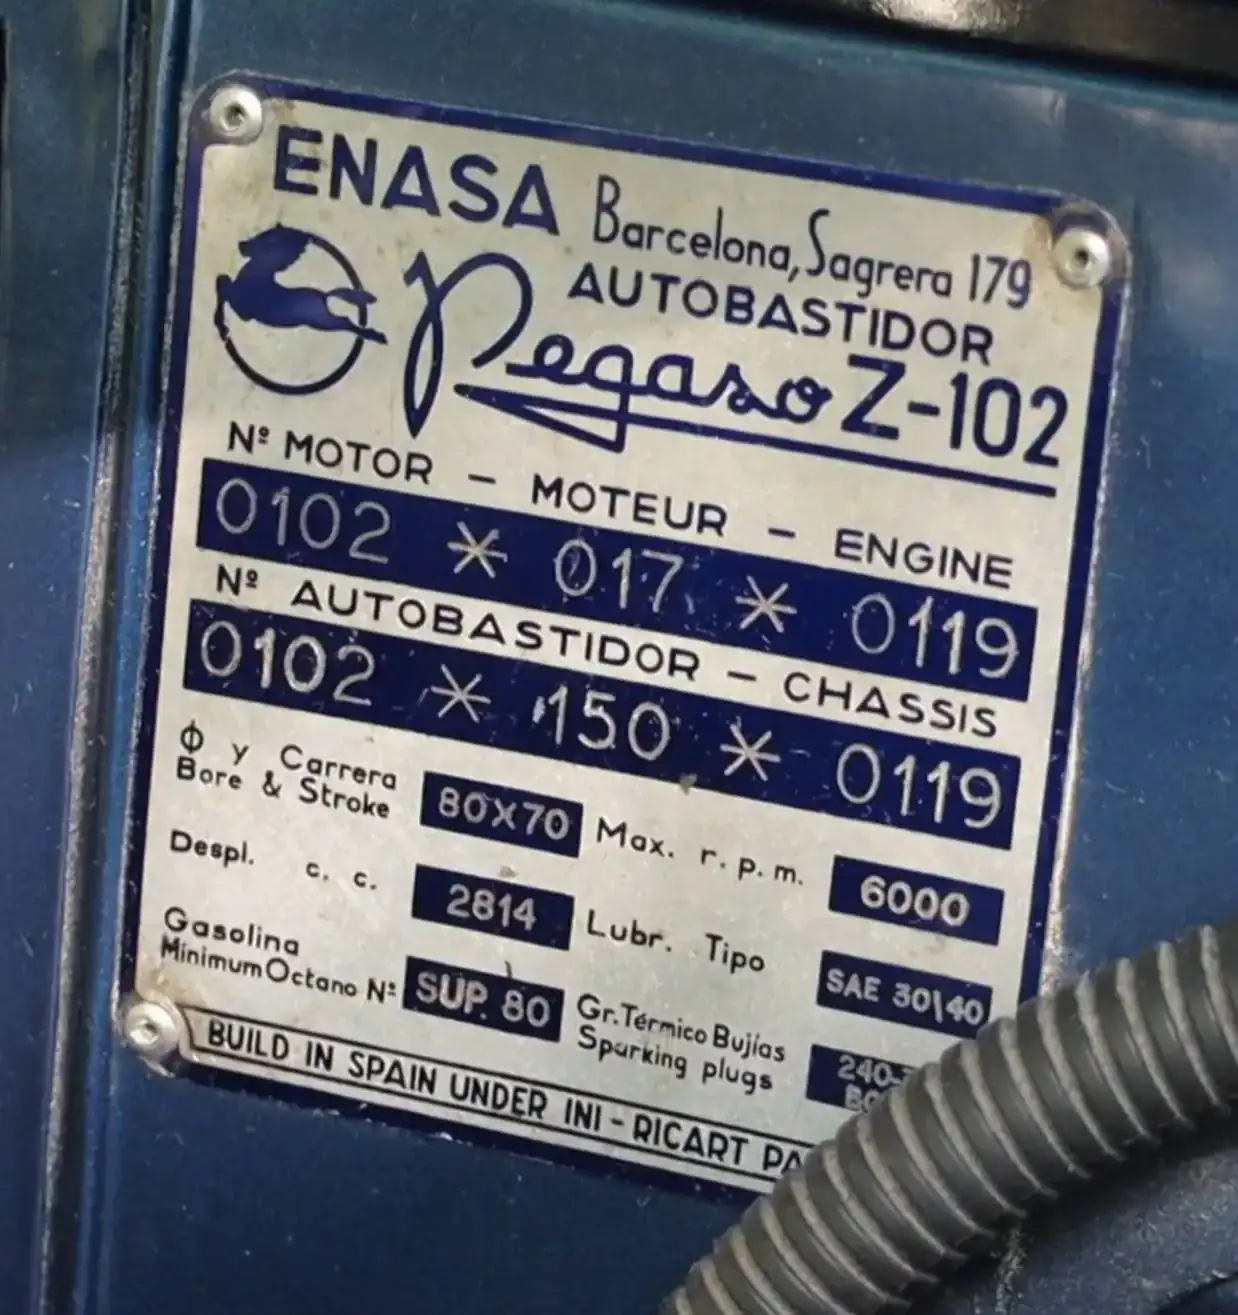 ENASA Barcelona, Sagrera 179
AUTOBASTIDOR
Pegaso Z-102
Nº MOTOR - MOTEUR - ENGINE
0102 * 017 * 0119
Nº AUTOBASTIDOR - CHASSIS
0102 * 150 * 0119
Φ y Carrera
Bore & Stroke 80X70 Max. r.p.m. 6000
Despl. c. c. 2814 Lubr. Tipo SAE 30\40
Gasolina
Minimum Octano Nº SUP. 80 Gr. Térmico Bujías
Sparking plugs 240
BUILD IN SPAIN UNDER INI - RICART